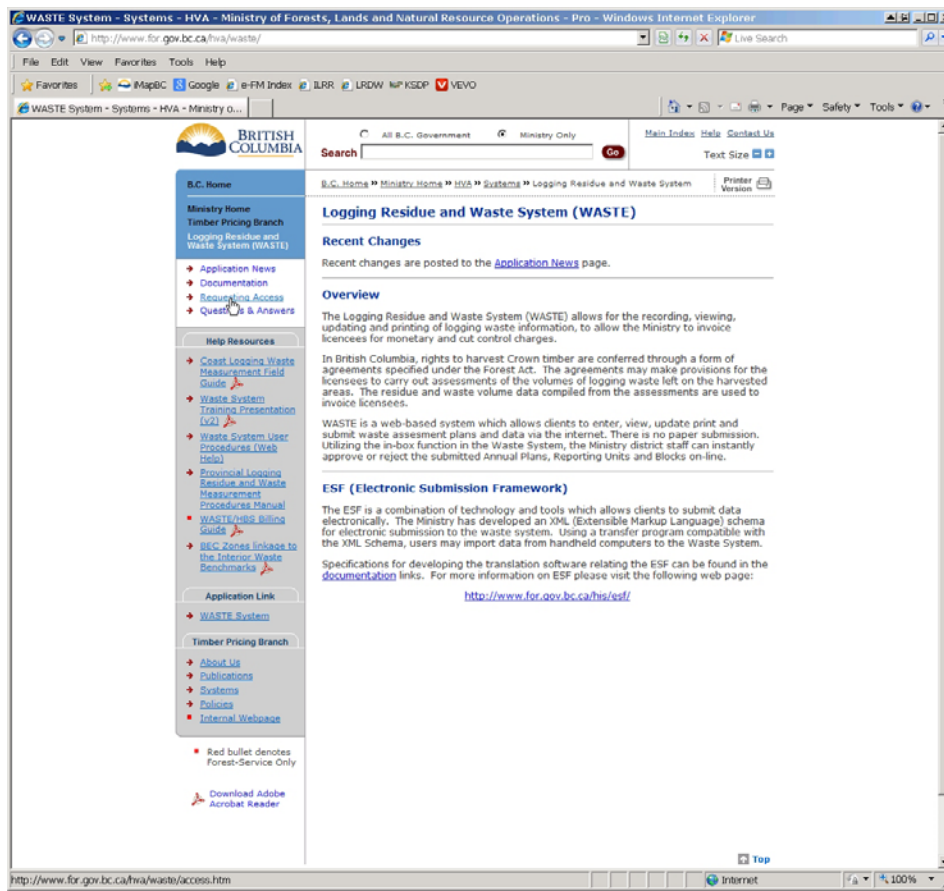 WASTE System - Systems - HVA - Ministry of Forests, Lands and Natural Resource Operations - Pro - Windows Internet Explorer
http://www.for.gov.bc.ca/hva/waste/
Live Search
File Edit View Favorites Tools Help
Favorites iMapBC Google e-FM Index ILRR LRDW KSDP VEVO
WASTE System - Systems - HVA - Ministry o...
Page Safety Tools
BRITISH
COLUMBIA
All B.C. Government Ministry Only
Search Go
Main Index Help Contact Us
Text Size
B.C. Home
B.C. Home » Ministry Home » HVA » Systems » Logging Residue and Waste System
Printer
Version
Ministry Home
Timber Pricing Branch
Logging Residue and
Waste System (WASTE)
Application News
Documentation
Requesting Access
Questions & Answers
Help Resources
Coast Logging Waste
Measurement Field
Guide
Waste System
Training Presentation
(v2)
Waste System User
Procedures (Web
Help)
Provincial Logging
Residue and Waste
Measurement
Procedures Manual
WASTE/HBS Billing
Guide
BEC Zones linkage to
the Interior Waste
Benchmarks
Application Link
WASTE System
Timber Pricing Branch
About Us
Publications
Systems
Policies
Internal Webpage
Red bullet denotes
Forest-Service Only
Download Adobe
Acrobat Reader
Logging Residue and Waste System (WASTE)
Recent Changes
Recent changes are posted to the Application News page.
Overview
The Logging Residue and Waste System (WASTE) allows for the recording, viewing,
updating and printing of logging waste information, to allow the Ministry to invoice
licencees for monetary and cut control charges.
In British Columbia, rights to harvest Crown timber are conferred through a form of
agreements specified under the Forest Act. The agreements may make provisions for the
licensees to carry out assessments of the volumes of logging waste left on the harvested
areas. The residue and waste volume data compiled from the assessments are used to
invoice licensees.
WASTE is a web-based system which allows clients to enter, view, update print and
submit waste assesment plans and data via the internet. There is no paper submission.
Utilizing the in-box function in the Waste System, the Ministry district staff can instantly
approve or reject the submitted Annual Plans, Reporting Units and Blocks on-line.
ESF (Electronic Submission Framework)
The ESF is a combination of technology and tools which allows clients to submit data
electronically. The Ministry has developed an XML (Extensible Markup Language) schema
for electronic submission to the waste system. Using a transfer program compatible with
the XML Schema, users may import data from handheld computers to the Waste System.
Specifications for developing the translation software relating the ESF can be found in the
documentation links. For more information on ESF please visit the following web page:
http://www.for.gov.bc.ca/his/esf/
Top
http://www.for.gov.bc.ca/hva/waste/access.htm
Internet
100%